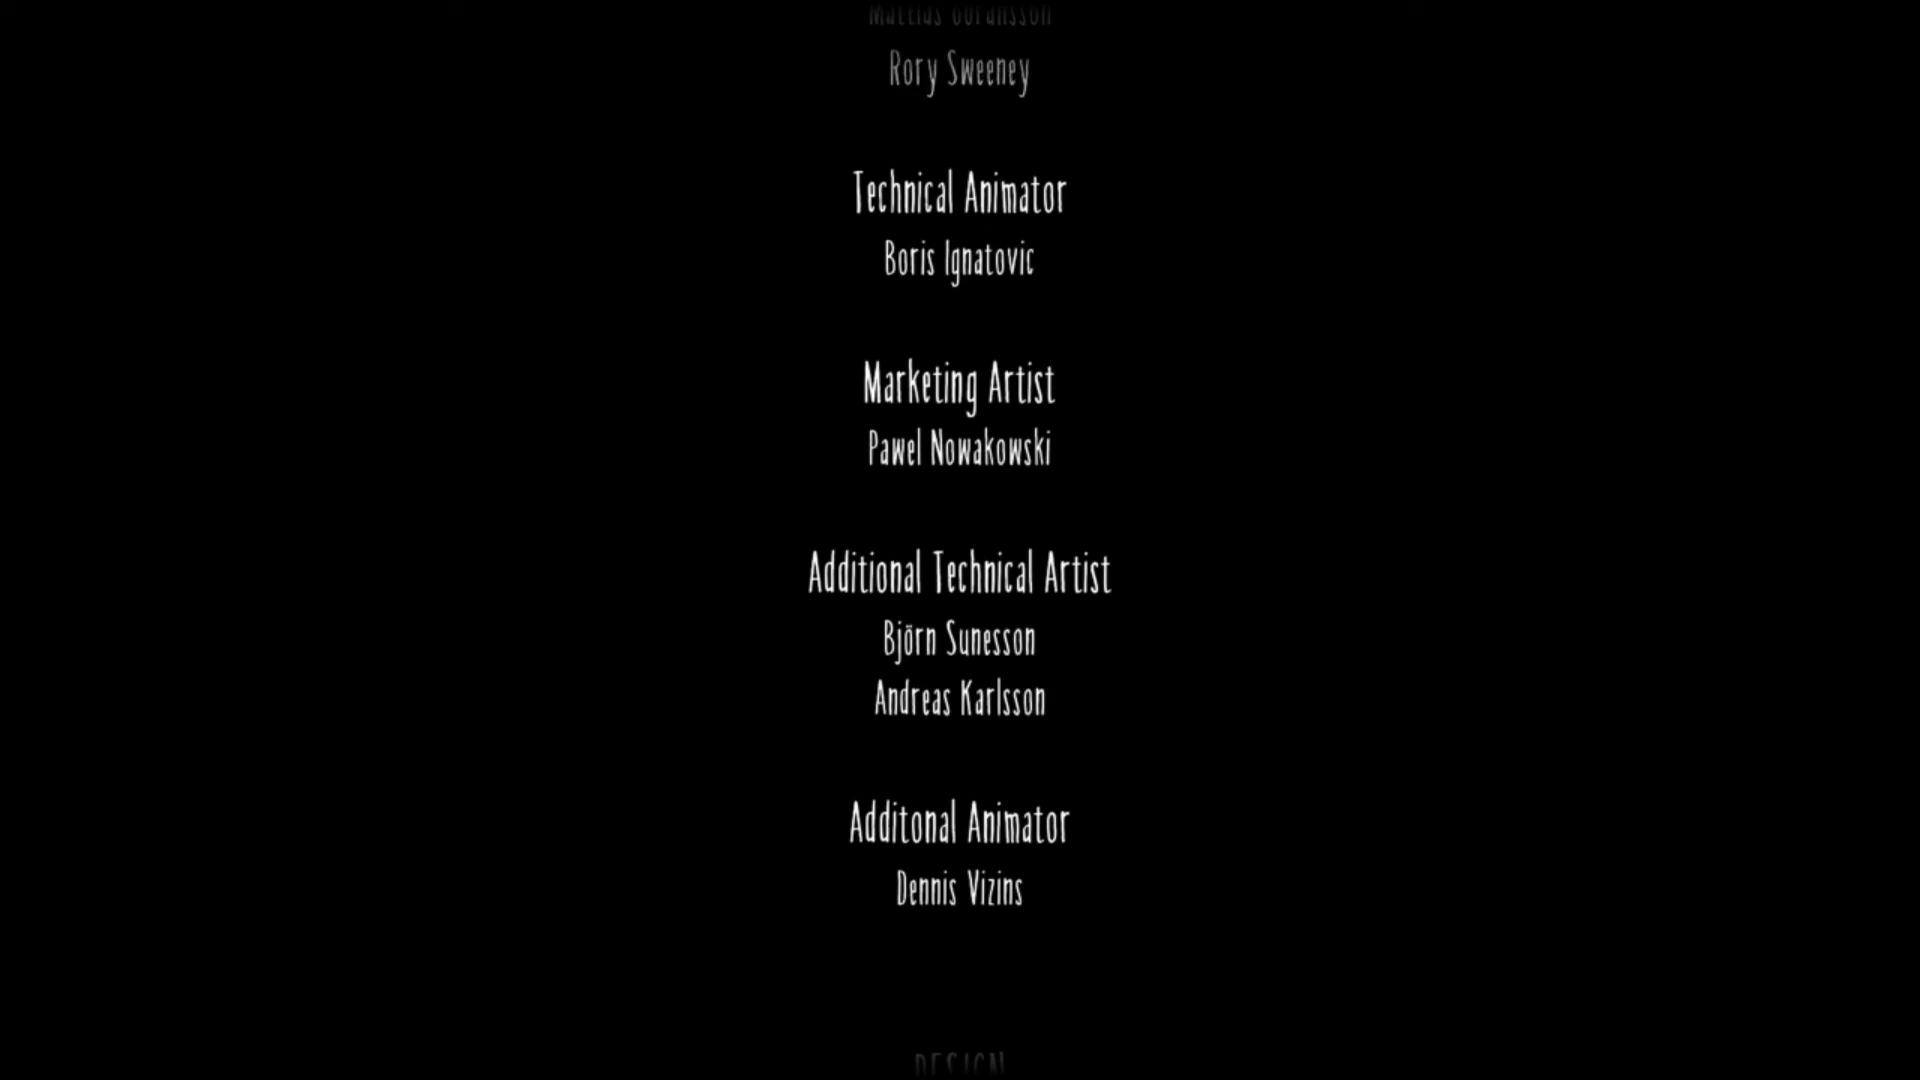 Rory Sweeney
Technical Animator
Boris Ignatovic
Marketing Artist
Pawel Nowakowski
Additional Technical Artist
Björn Sunesson
Andreas Karlsson
Additonal Animator
Dennis Vizins
DESIGN